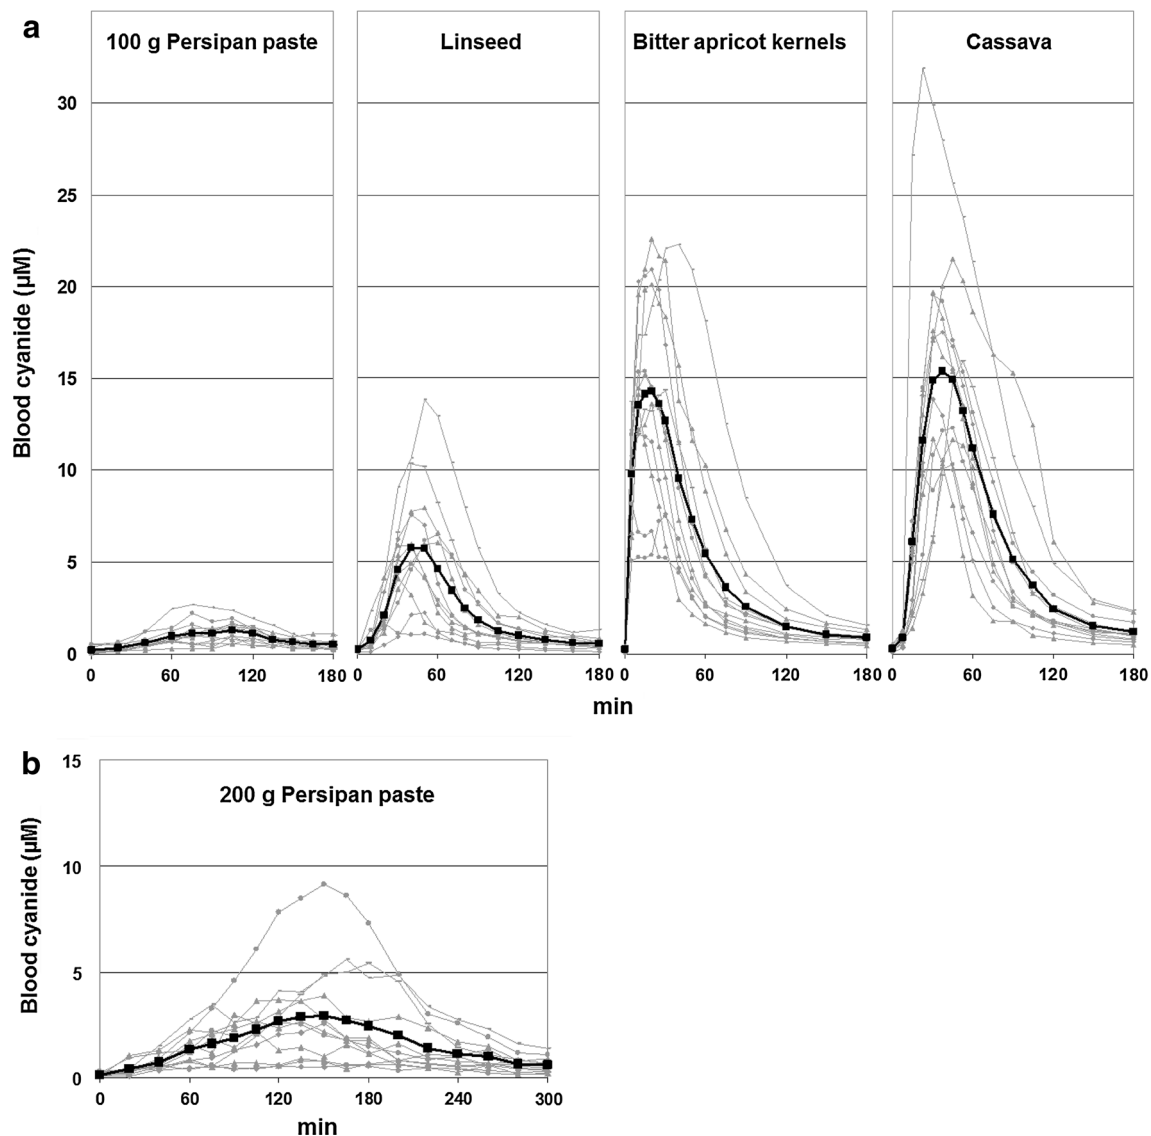 a
100 g Persipan paste Linseed Bitter apricot kernels Cassava
Blood cyanide (µM)
30
25
20
15
10
5
0
0 60 120 180 0 60 120 180 0 60 120 180 0 60 120 180
min
b
200 g Persipan paste
Blood cyanide (µM)
15
10
5
0
0 60 120 180 240 300
min